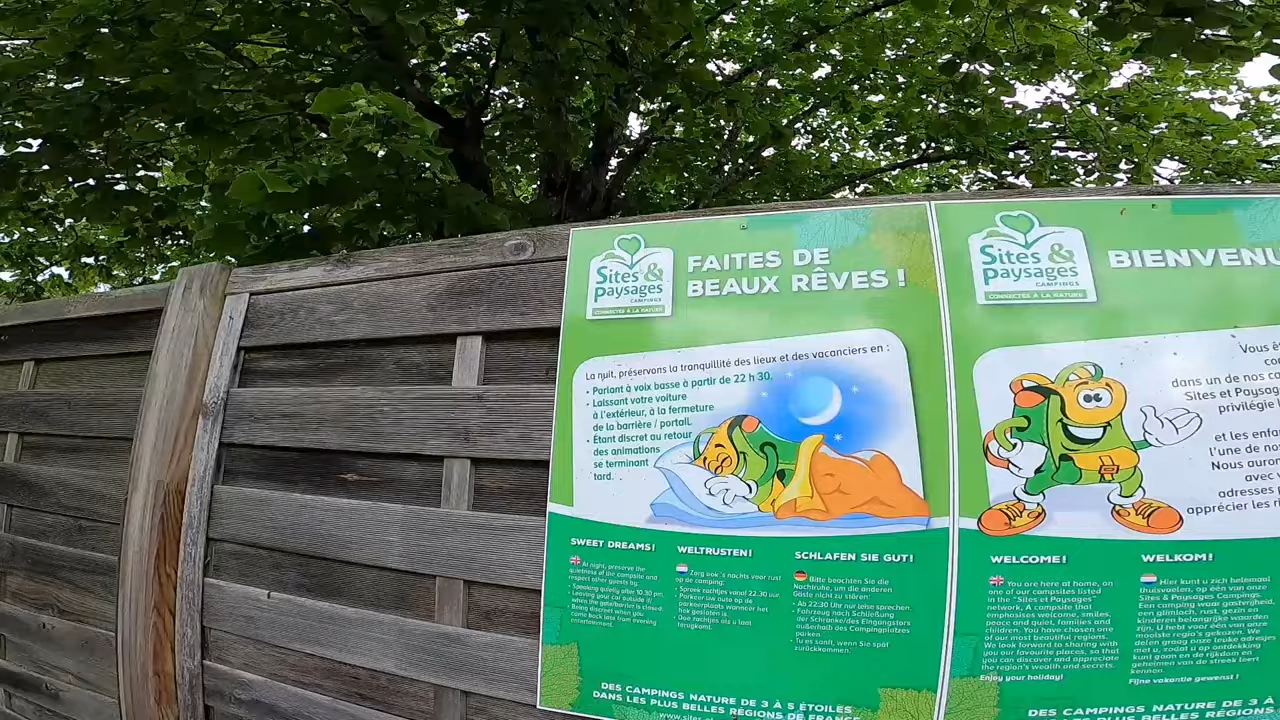 Sites &
Paysages
CAMPINGS
CONNECTÉS À LA NATURE
FAITES DE
BEAUX RÊVES !
La nuit, préservons la tranquillité des lieux et des vacanciers en :
• Parlant à voix basse à partir de 22 h 30.
• Laissant votre voiture
à l'extérieur, à la fermeture
de la barrière / portail.
• Étant discret au retour
des animations
se terminant
tard.
SWEET DREAMS!
At night, preserve the
quietness of the campsite and
respect other guests by:
• Speaking quietly after 10.30 pm.
• Leaving your car outside if/
when the gate/barrier is closed.
• Being discreet when you
come back late from evening
entertainment.
WELTRUSTEN!
Zorg ook 's nachts voor rust
op de camping:
• Spreek zachtjes vanaf 22.30 uur.
• Parkeer uw auto op de
parkeerplaats wanneer het
hek gesloten is.
• Doe zachtjes als u laat
terugkomt.
SCHLAFEN SIE GUT!
Bitte beachten Sie die
Nachtruhe, um die anderen
Gäste nicht zu stören:
• Ab 22:30 Uhr nur leise sprechen.
• Fahrzeug nach Schließung
der Schranke/des Eingangstors
außerhalb des Campingplatzes
parken.
• Tu es sanft, wenn Sie spät
zurückkommen.
DES CAMPINGS NATURE DE 3 À 5 ÉTOILES
DANS LES PLUS BELLES RÉGIONS DE FRANCE
Sites &
Paysages
CAMPINGS
CONNECTÉS À LA NATURE
BIENVENU
Vous ê
dans un de nos ca
Sites et Paysag
privilégie l
et les enfa
l'une de no
Nous auron
avec
adresses p
apprécier les ri
WELCOME!
You are here at home, on
one of our campsites listed
in the "Sites et Paysages"
network, A campsite that
emphasises welcome, smiles,
peace and quiet, families and
children. You have chosen one
of our most beautiful regions.
We look forward to sharing with
you our favourite places, so that
you can discover and appreciate
the region's wealth and secrets.
Enjoy your holiday!
WELKOM!
Hier kunt u zich helemaal
thuisvoelen, op één van onze
Sites & Paysages Campings.
Een camping waar gastvrijheid,
een glimlach, rust, gezin en
kinderen belangrijke waarden
zijn. U hebt voor één van onze
mooiste regio's gekozen. We
delen graag onze leuke adresjes
met u, zodat u op ontdekking
kunt gaan en de rijkdom en
geheimen van de streek leert
kennen.
Fijne vakantie gewenst !
DES CAMPINGS NATURE DE 3 À
DANS LES PLUS BELLES RÉGIO